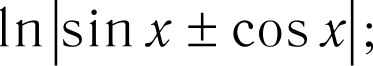 ln|sin x ± cos x|;